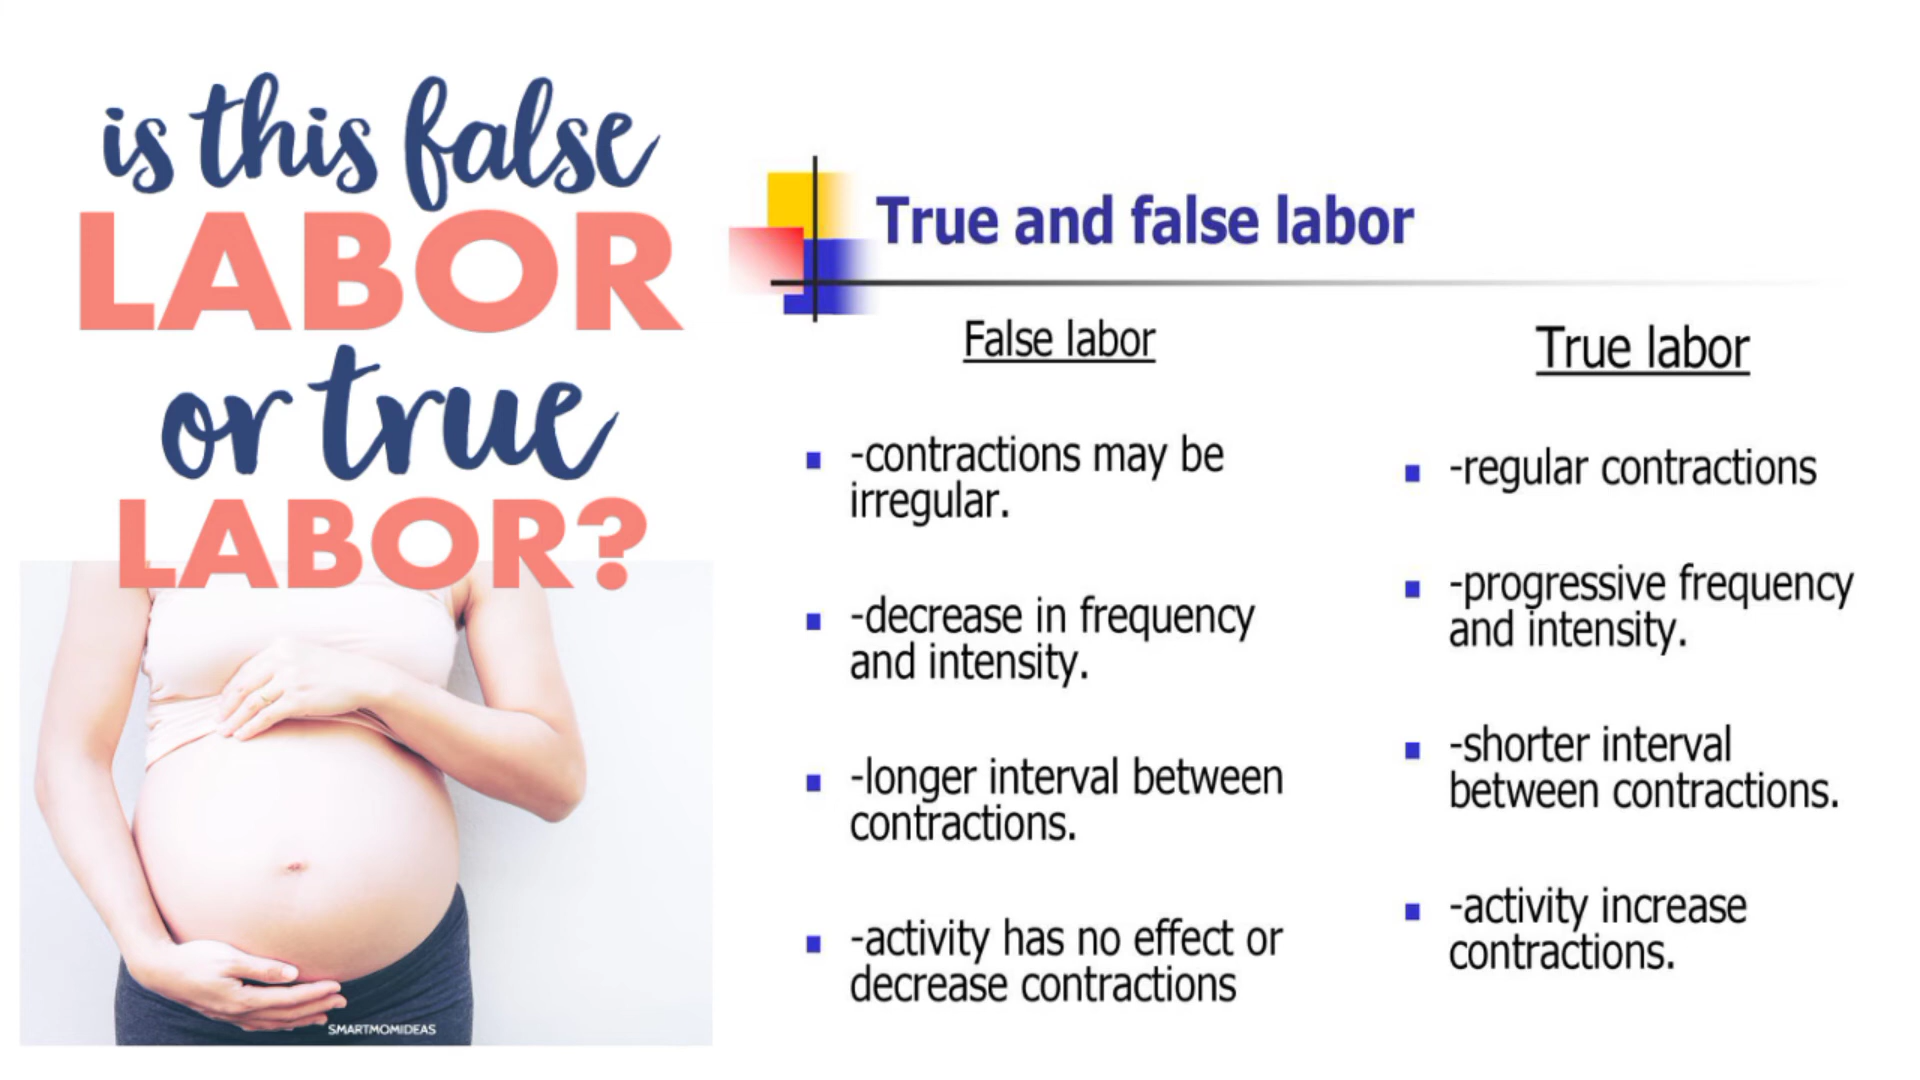 is this false
LABOR
or true
LABOR?
SMARTMOMIDEAS
True and false labor
False labor
-contractions may be
irregular.
-decrease in frequency
and intensity.
-longer interval between
contractions.
-activity has no effect or
decrease contractions
True labor
-regular contractions
-progressive frequency
and intensity.
-shorter interval
between contractions.
-activity increase
contractions.